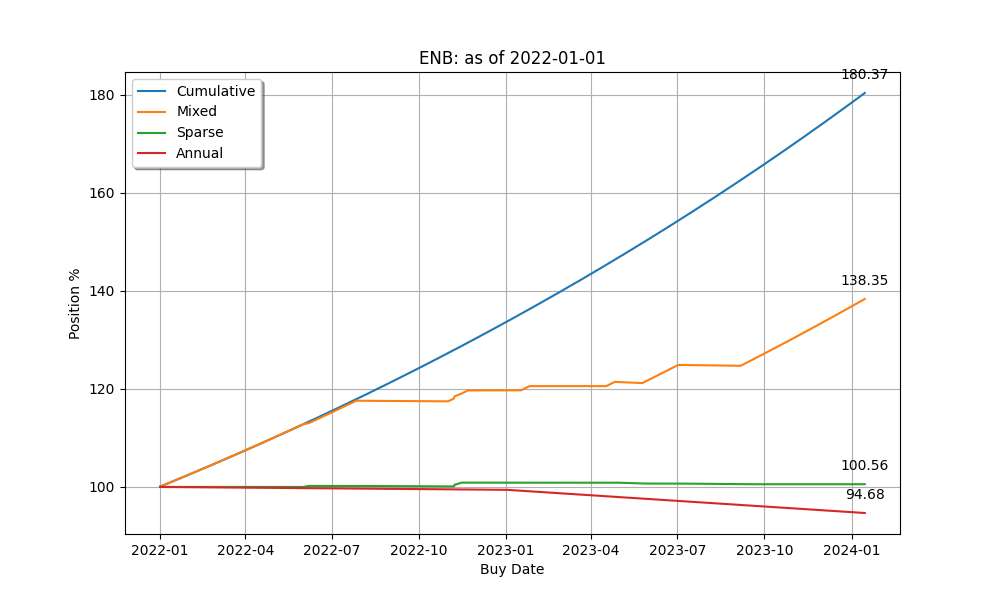 ENB: as of 2022-01-01
Cumulative
Mixed
Sparse
Annual
180.37
138.35
100.56
94.68
180
160
140
120
100
Position %
2022-01 2022-04 2022-07 2022-10 2023-01 2023-04 2023-07 2023-10 2024-01
Buy Date